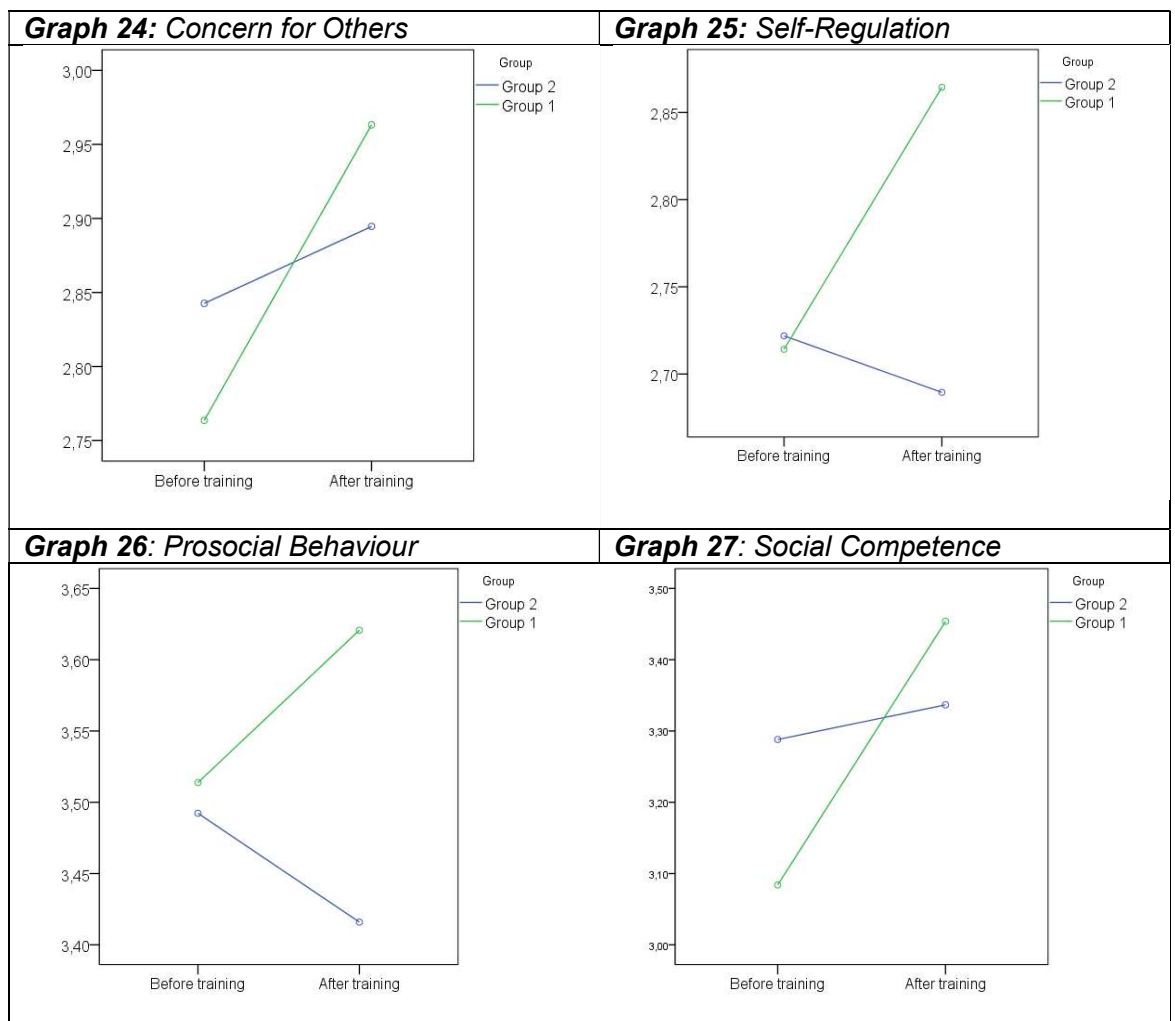 Graph 24: Concern for Others
Group
Group 2
Group 1
3,00
2,95
2,90
2,85
2,80
2,75
Before training After training
Graph 25: Self-Regulation
Group
Group 2
Group 1
2,85
2,80
2,75
2,70
Before training After training
Graph 26: Prosocial Behaviour
Group
Group 2
Group 1
3,65
3,60
3,55
3,50
3,45
3,40
Before training After training
Graph 27: Social Competence
Group
Group 2
Group 1
3,50
3,40
3,30
3,20
3,10
3,00
Before training After training